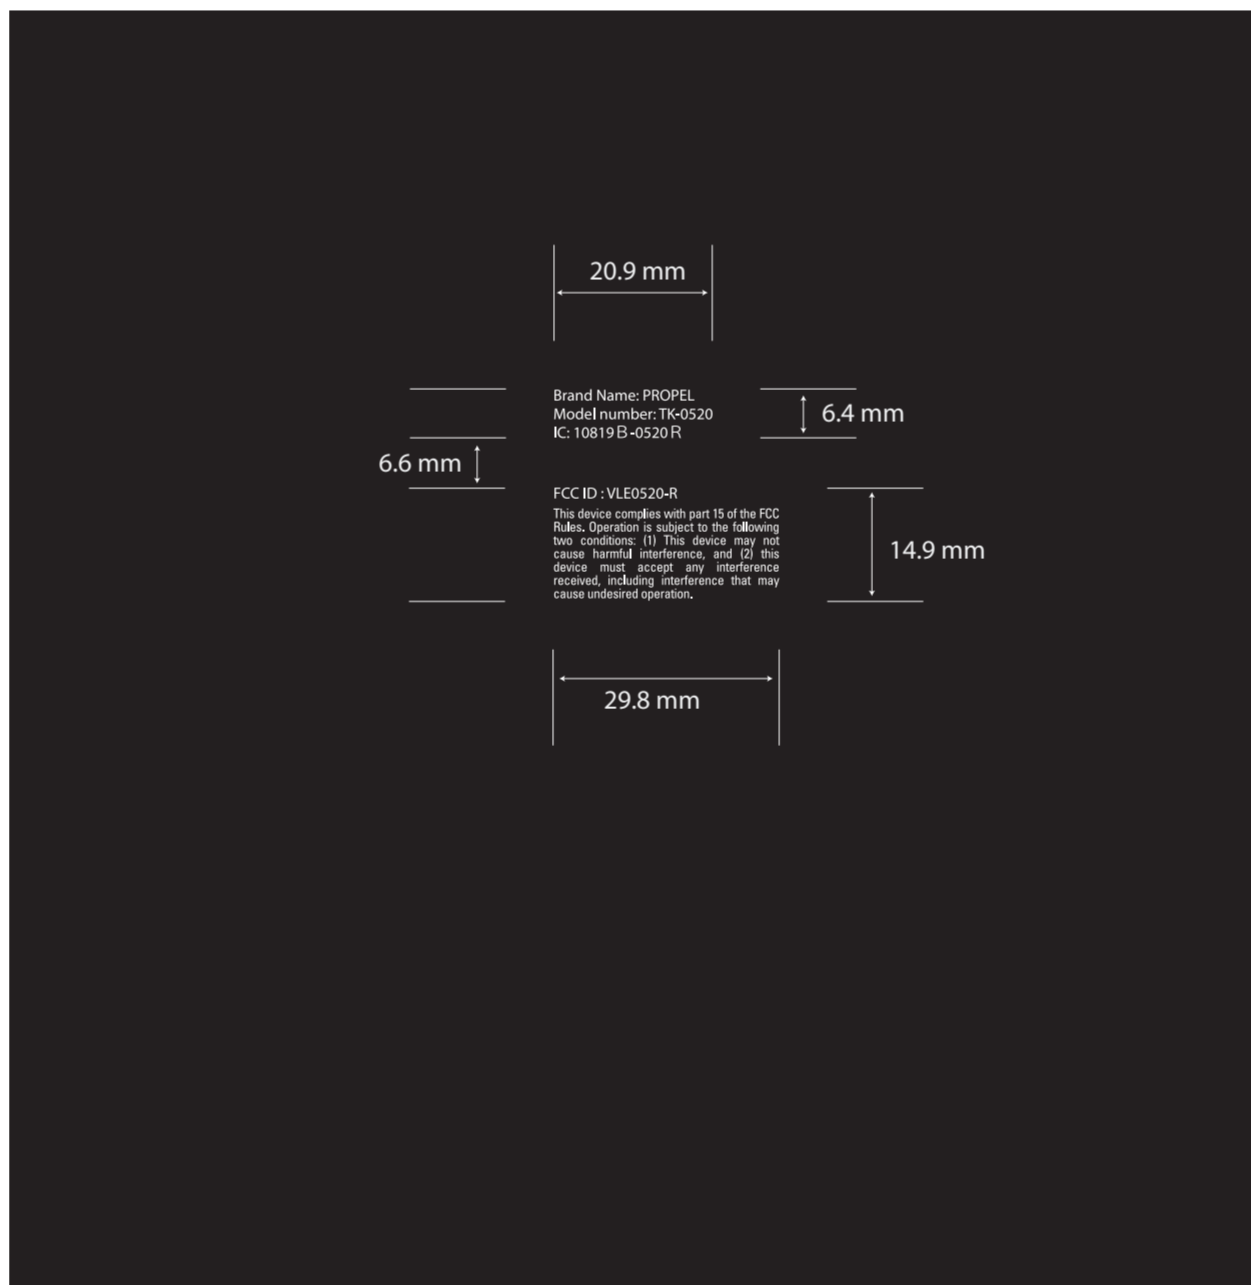 20.9 mm
Brand Name: PROPEL
Model number: TK-0520
IC: 10819 B -0520 R
6.4 mm
6.6 mm
FCC ID : VLE0520-R
This device complies with part 15 of the FCC
Rules. Operation is subject to the following
two conditions: (1) This device may not
cause harmful interference, and (2) this
device must accept any interference
received, including interference that may
cause undesired operation.
14.9 mm
29.8 mm